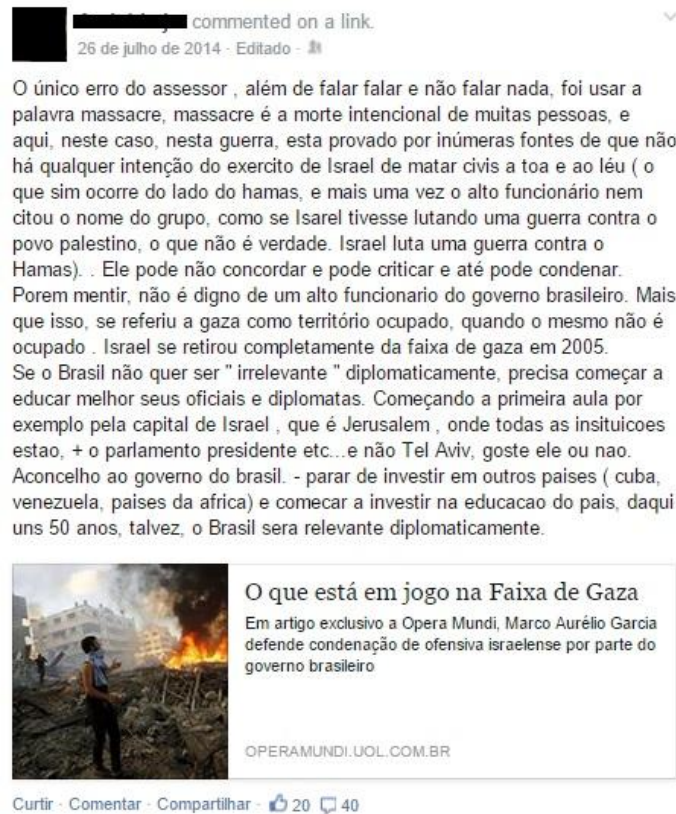 commented on a link.
26 de julho de 2014 · Editado ·
O único erro do assessor , além de falar falar e não falar nada, foi usar a
palavra massacre, massacre é a morte intencional de muitas pessoas, e
aqui, neste caso, nesta guerra, esta provado por inúmeras fontes de que não
há qualquer intenção do exercito de Israel de matar civis a toa e ao léu ( o
que sim ocorre do lado do hamas, e mais uma vez o alto funcionário nem
citou o nome do grupo, como se Isarel tivesse lutando uma guerra contra o
povo palestino, o que não é verdade. Israel luta uma guerra contra o
Hamas). . Ele pode não concordar e pode criticar e até pode condenar.
Porem mentir, não é digno de um alto funcionario do governo brasileiro. Mais
que isso, se referiu a gaza como território ocupado, quando o mesmo não é
ocupado . Israel se retirou completamente da faixa de gaza em 2005.
Se o Brasil não quer ser " irrelevante " diplomaticamente, precisa começar a
educar melhor seus oficiais e diplomatas. Começando a primeira aula por
exemplo pela capital de Israel , que é Jerusalem , onde todas as insituicoes
estao, + o parlamento presidente etc...e não Tel Aviv, goste ele ou nao.
Aconcelho ao governo do brasil. - parar de investir em outros paises ( cuba,
venezuela, paises da africa) e comecar a investir na educacao do pais, daqui
uns 50 anos, talvez, o Brasil sera relevante diplomaticamente.
O que está em jogo na Faixa de Gaza
Em artigo exclusivo a Opera Mundi, Marco Aurélio Garcia
defende condenação de ofensiva israelense por parte do
governo brasileiro
OPERAMUNDI.UOL.COM.BR
Curtir · Comentar · Compartilhar · 20 40